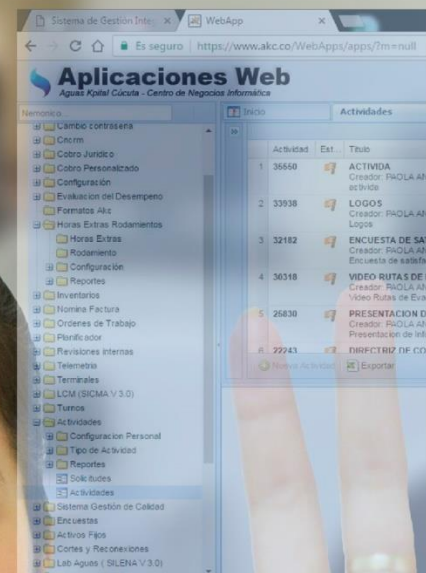 Sistema de Gestion Inte
WebApp
Es seguro
https://www.akc.co/WebApps/apps/?m=null
Aplicaciones Web
Aguas Kpital Cúcuta - Centro de Negocios Informática
Nemonico...
Cambio contraseña
Cncrm
Cobro Juridico
Cobro Personalizado
Configuración
Evaluacion del Desempeno
Formatos Akc
Horas Extras Rodamientos
Horas Extras
Rodamiento
Configuración
Reportes
Inventarios
Nomina Factura
Ordenes de Trabajo
Planificador
Revisiones Internas
Telemetria
Terminales
LCM (SICMA V 3.0)
Turnos
Actividades
Configuracion Personal
Tipo de Actividad
Reportes
Solicitudes
Actividades
Sistema Gestión de Calidad
Encuestas
Activos Fijos
Cortes y Reconexiones
Lab Aguos ( SILENA V 3.0)
Inicio
Actividades
Actividad Est... Titulo
1 35550 ACTIVIDA
Creador: PAOLA AN
activida
2 33938 LOGOS
Creador: PAOLA AN
Logos
3 32182 ENCUESTA DE SA
Creador: PAOLA AN
Encuesta de satisfa
4 30318 VIDEO RUTAS DE
Creador: PAOLA AN
Video Rutas de Eva
5 25830 PRESENTACION D
Creador: PAOLA AN
Presentacion de Inf
6 22243 DIRECTRIZ DE CO
Nueva Actividad
Exportar